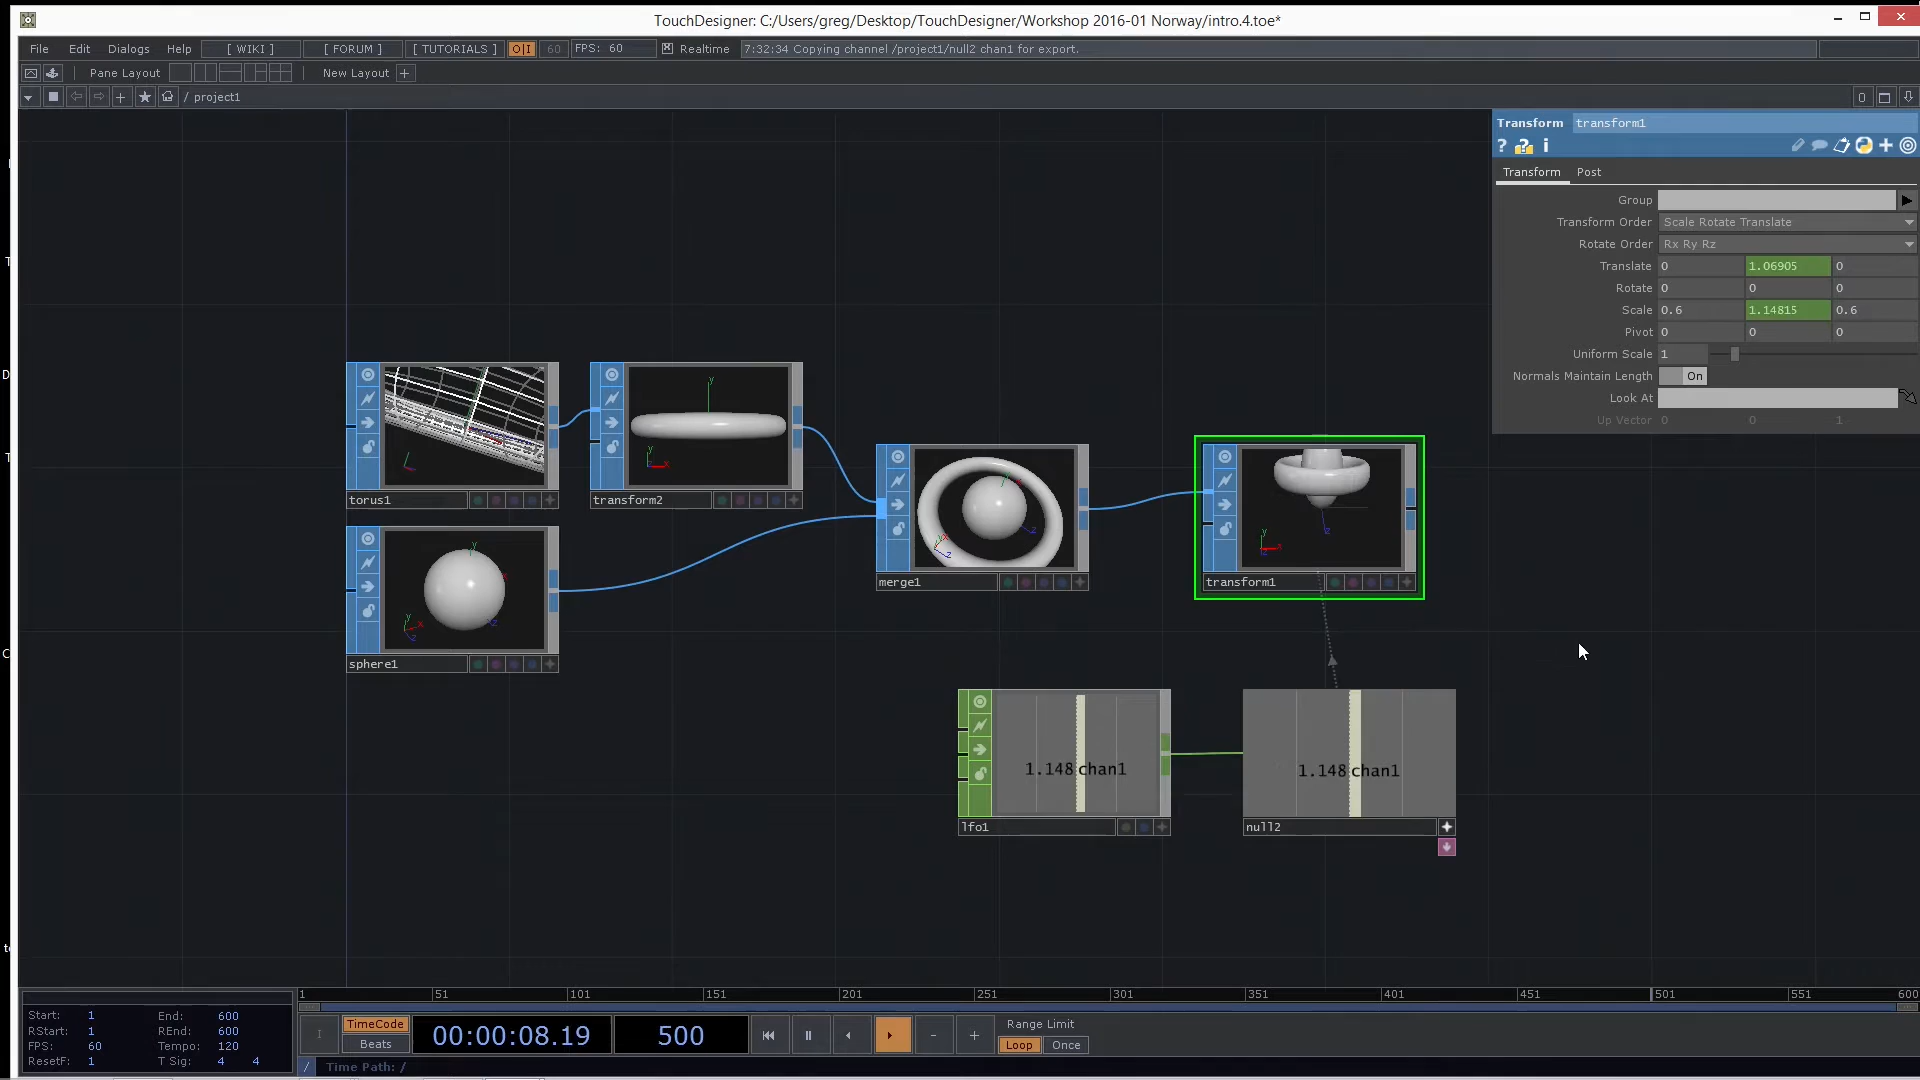 TouchDesigner: C:/Users/greg/Desktop/TouchDesigner/Workshop 2016-01 Norway/intro.4.toe*
File Edit Dialogs Help [ WIKI ] [ FORUM ] [ TUTORIALS ] O|I 60 FPS: 60 Realtime 7:32:34 Copying channel /project1/null2 chan1 for export.
Pane Layout New Layout +
/ project1 0
Transform transform1
? ? i
Transform Post
Group
Transform Order Scale Rotate Translate
Rotate Order Rx Ry Rz
Translate 0 1.06905 0
Rotate 0 0 0
Scale 0.6 1.14815 0.6
Pivot 0 0 0
Uniform Scale 1
Normals Maintain Length On
Look At
Up Vector 0 0 1
torus1
transform2
sphere1
merge1
transform1
1.148 chan1
lfo1
1.148 chan1
null2
1 51 101 151 201 251 301 351 401 451 501 551 600
Start: 1 End: 600
RStart: 1 REnd: 600
FPS: 60 Tempo: 120
ResetF: 1 T Sig: 4 4
TimeCode
Beats
00:00:08.19
500
Range Limit
Loop Once
/ Time Path: /